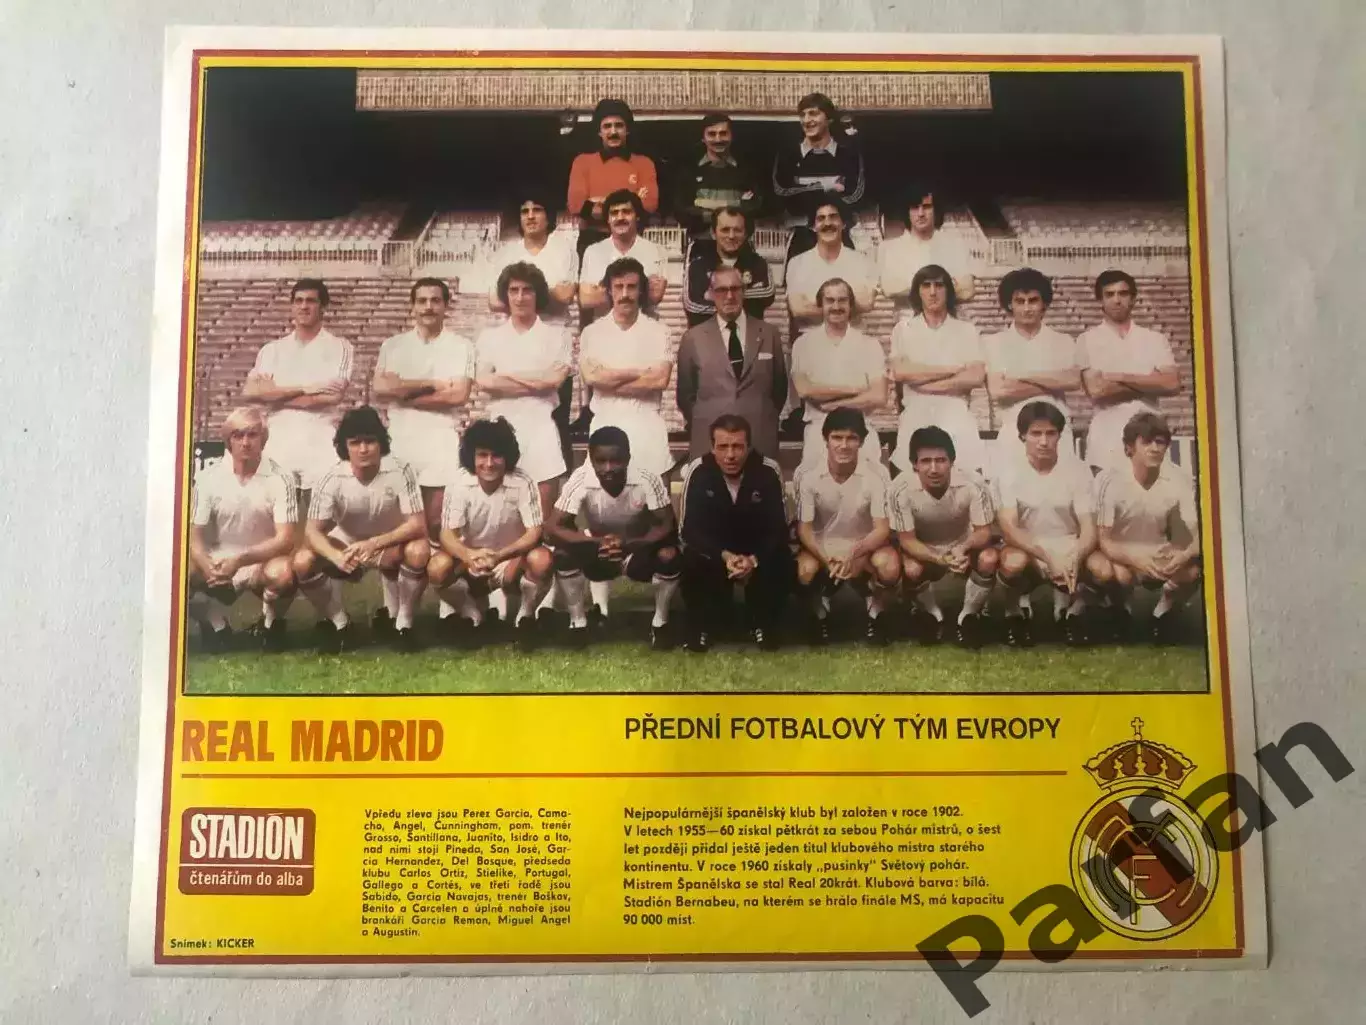 REAL MADRID
PŘEDNÍ FOTBALOVÝ TÝM EVROPY
STADIÓN
čtenářům do alba
Snímek: KICKER
Vpředu zleva jsou Perez Garcia, Cama-
cho, Angel, Cunningham, pom. trenér
Grosso, Santillana, Juanito, Isidro a Ito,
nad nimi stojí Pineda, San José, Gar-
cia Hernandez, Del Bosque, předseda
klubu Carlos Ortiz, Stielike, Portugal,
Gallego a Cortés, ve třetí řadě jsou
Sabido, Garcia Navajas, trenér Boškav,
Benito a Carcelen a úplně nahoře jsou
brankáři Garcia Remon, Miguel Angel
a Augustin.
Nejpopulárnější španělský klub byl založen v roce 1902.
V letech 1955—60 získal pětkrát za sebou Pohár mistrů, o šest
let později přidal ještě jeden titul klubového mistra starého
kontinentu. V roce 1960 získaly „pusinky" Světový pohár.
Mistrem Španělska se stal Real 20krát. Klubová barva: bílá.
Stadión Bernabeu, na kterém se hrálo finále MS, má kapacitu
90 000 míst.
Parfan